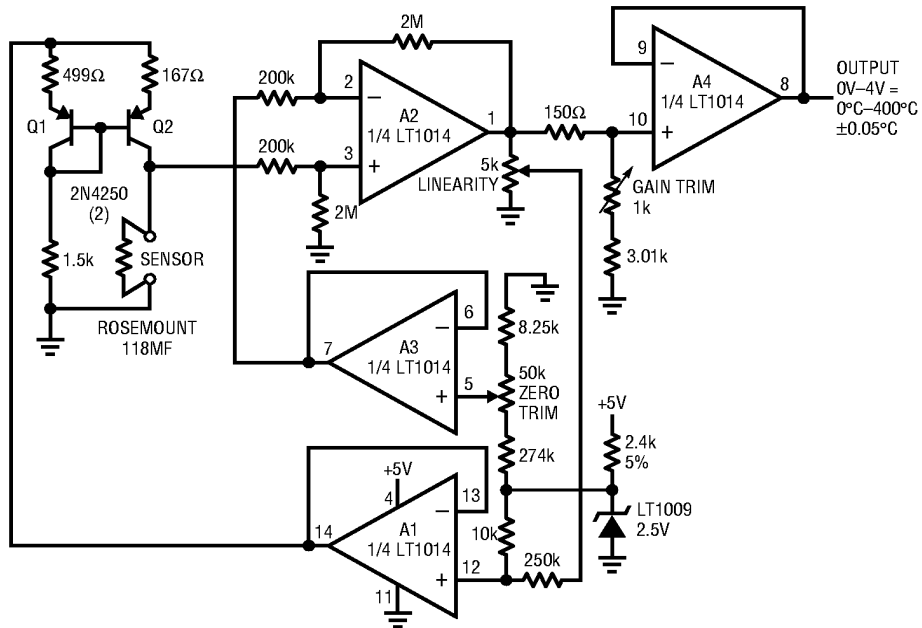 499Ω
167Ω
Q1
Q2
2N4250
(2)
1.5k
SENSOR
ROSEMOUNT
118MF
200k
200k
2M
2
3
A2
1/4 LT1014
1
2M
150Ω
5k
LINEARITY
9
10
A4
1/4 LT1014
8
OUTPUT
0V–4V =
0°C–400°C
±0.05°C
GAIN TRIM
1k
3.01k
7
A3
1/4 LT1014
6
5
8.25k
50k
ZERO
TRIM
274k
+5V
2.4k
5%
LT1009
2.5V
14
+5V
4
A1
1/4 LT1014
13
12
11
10k
250k